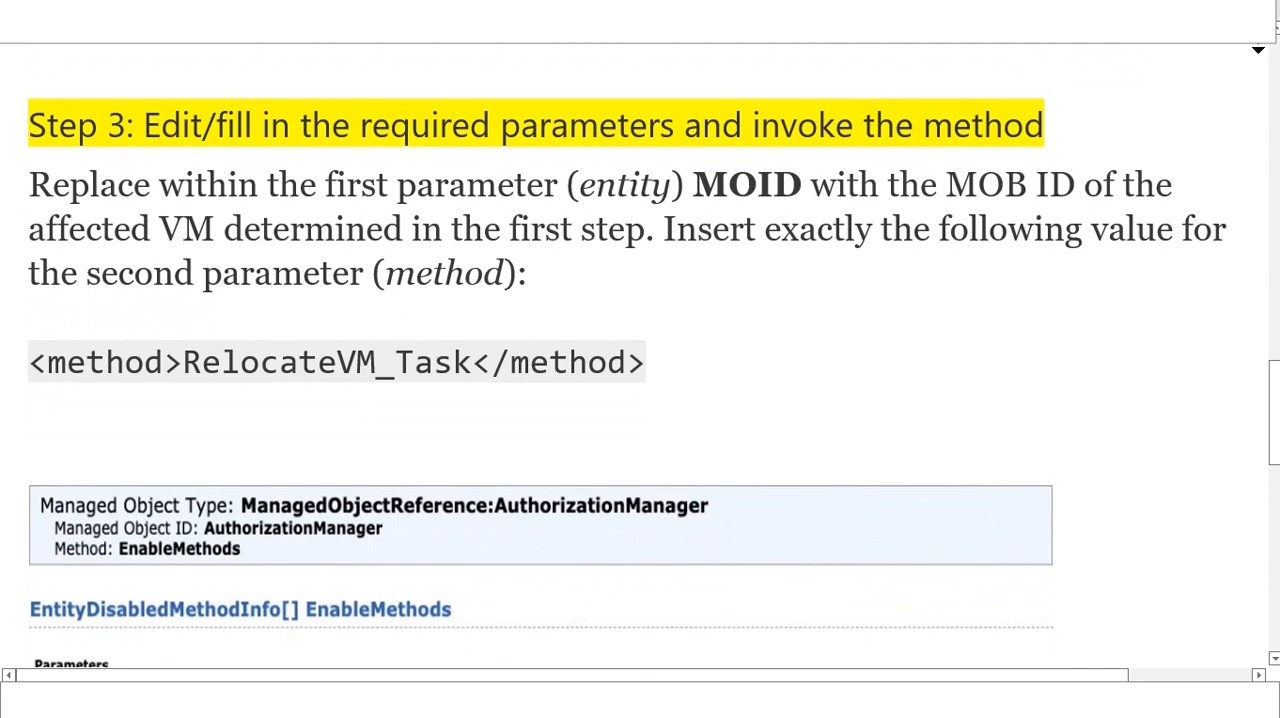 Step 3: Edit/fill in the required parameters and invoke the method
Replace within the first parameter (entity) MOID with the MOB ID of the
affected VM determined in the first step. Insert exactly the following value for
the second parameter (method):
<method>RelocateVM_Task</method>
Managed Object Type: ManagedObjectReference:AuthorizationManager
Managed Object ID: AuthorizationManager
Method: EnableMethods
EntityDisabledMethodInfo[] EnableMethods
Parameters